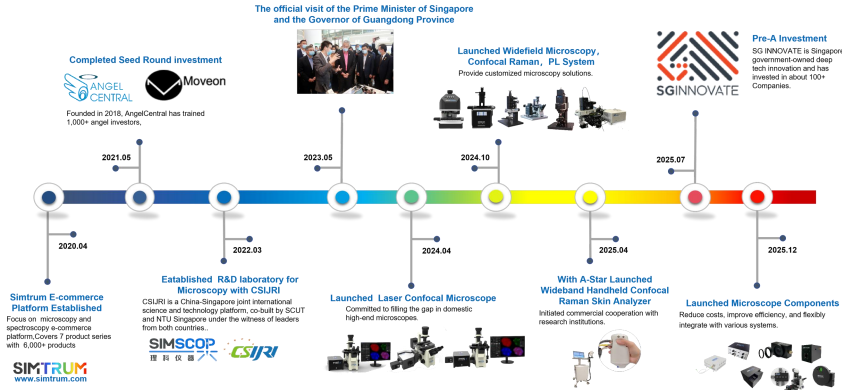 The official visit of the Prime Minister of Singapore
and the Governor of Guangdong Province
Completed Seed Round investment
ANGEL
CENTRAL
Moveon
Founded in 2018, AngelCentral has trained
1,000+ angel investors,
Launched Widefield Microscopy,
Confocal Raman, PL System
Provide customized microscopy solutions.
SGINNOVATE
Pre-A Investment
SG INNOVATE is Singapore
government-owned deep
tech innovation and has
invested in about 100+
Companies.
2021.05
2023.05
2024.10
2025.07
2020.04
2022.03
2024.04
2025.04
2025.12
Simtrum E-commerce
Platform Established
Focus on microscopy and
spectroscopy e-commerce
platform,Covers 7 product series
with 6,000+ products
SIMTRUM
www.simtrum.com
Eatablished R&D laboratory for
Microscopy with CSIJRI
CSIJRI is a China-Singapore joint international
science and technology platform, co-built by SCUT
and NTU Singapore under the witness of leaders
from both countries..
SIMSCOP
理科仪器
CSIJRI
Launched Laser Confocal Microscope
Committed to filling the gap in domestic
high-end microscopes.
With A-Star Launched
Wideband Handheld Confocal
Raman Skin Analyzer
Initiated commercial cooperation with
research institutions.
Launched Microscope Components
Reduce costs, improve efficiency, and flexibly
integrate with various systems.